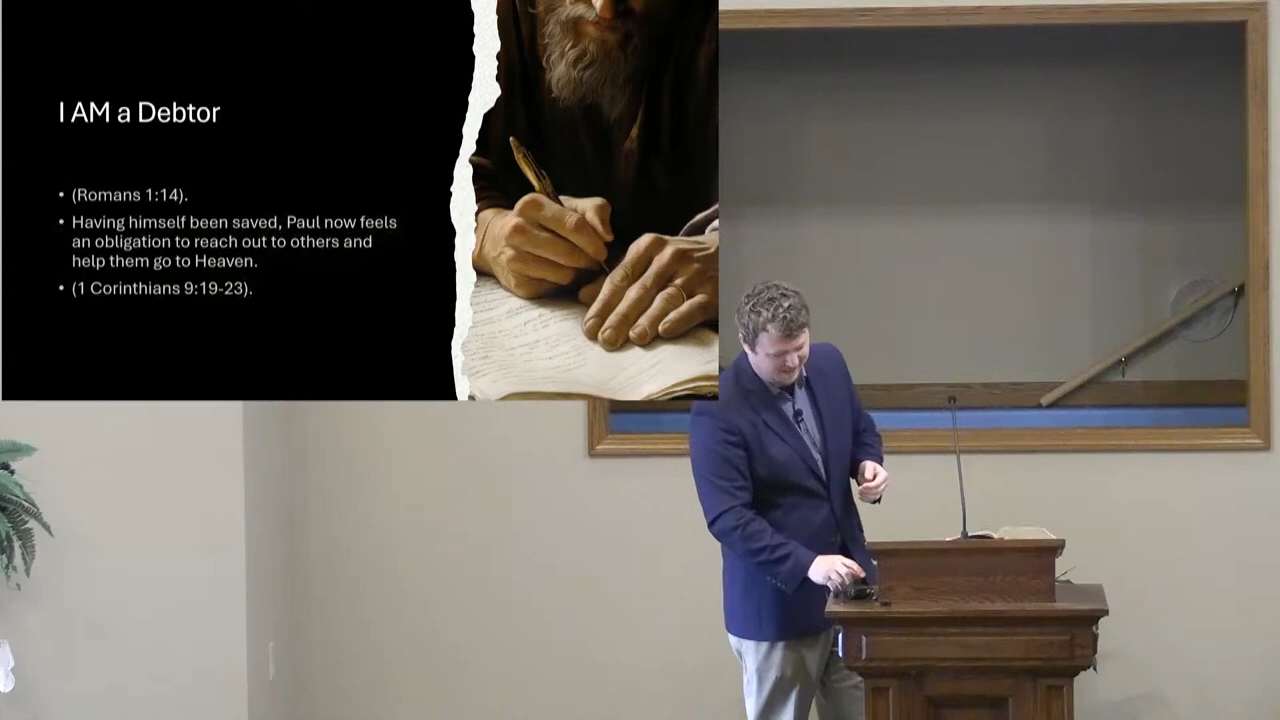 I AM a Debtor
• (Romans 1:14).
• Having himself been saved, Paul now feels
an obligation to reach out to others and
help them go to Heaven.
• (1 Corinthians 9:19-23).